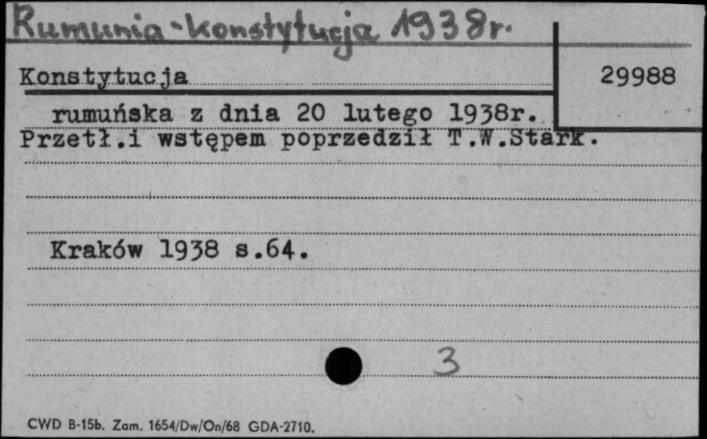 Rumunia-konstytucja 1938r.
Konstytucja
29988
rumuńska z dnia 20 lutego 1938r.
Przetł.i wstępem poprzedził T.W.Stark.
Kraków 1938 s.64.
3
CWD B-15b. Zam. 1654/Dw/On/68 GDA-2710.